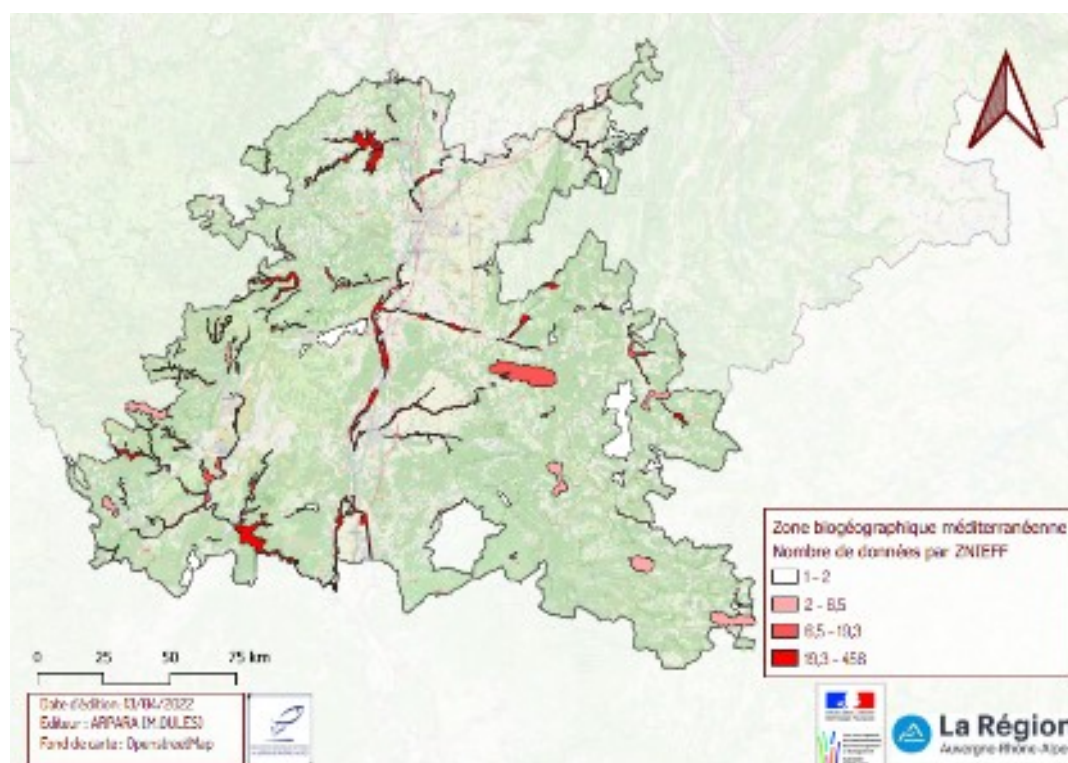 Zone biogéographique méditerranéenne
Nombre de données par ZNIEFF
1 - 2
2 - 6,5
6,5 - 19,3
19,3 - 458
0 25 50 75 km
Date d'édition: 13/04/2022
Editeur : ARPARA (M.OULES)
Fond de carte : OpenstreetMap
La Région
Auvergne-Rhône-Alpes